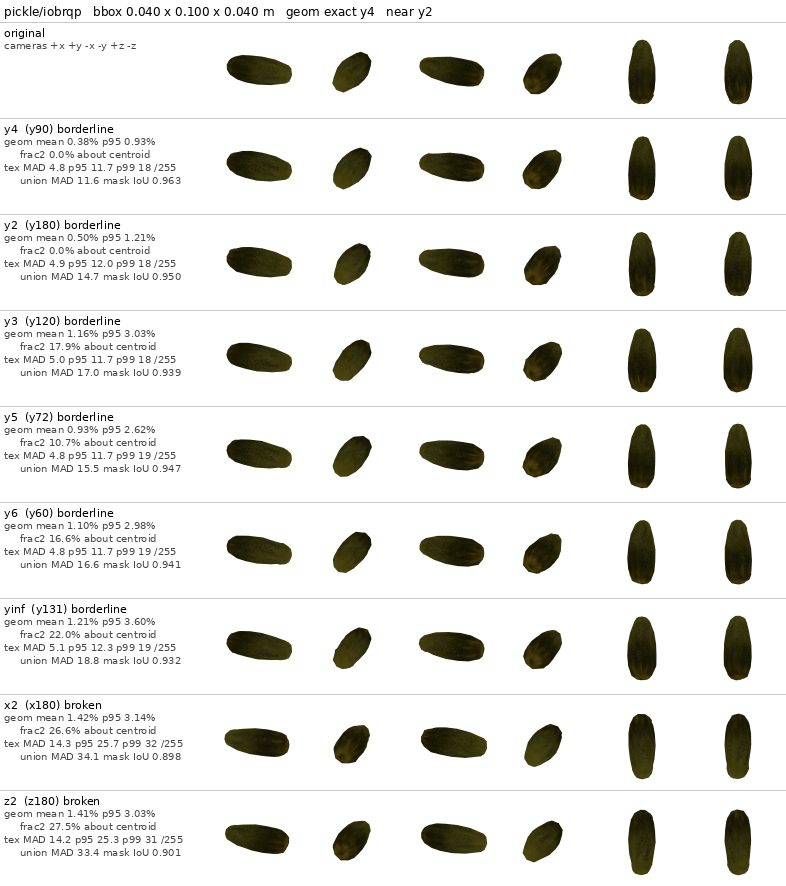 pickle/iobrqp bbox 0.040 x 0.100 x 0.040 m geom exact y4 near y2
original
cameras +x +y -x -y +z -z
y4 (y90) borderline
geom mean 0.38% p95 0.93%
frac2 0.0% about centroid
tex MAD 4.8 p95 11.7 p99 18 /255
union MAD 11.6 mask IoU 0.963
y2 (y180) borderline
geom mean 0.50% p95 1.21%
frac2 0.0% about centroid
tex MAD 4.9 p95 12.0 p99 18 /255
union MAD 14.7 mask IoU 0.950
y3 (y120) borderline
geom mean 1.16% p95 3.03%
frac2 17.9% about centroid
tex MAD 5.0 p95 11.7 p99 18 /255
union MAD 17.0 mask IoU 0.939
y5 (y72) borderline
geom mean 0.93% p95 2.62%
frac2 10.7% about centroid
tex MAD 4.8 p95 11.7 p99 19 /255
union MAD 15.5 mask IoU 0.947
y6 (y60) borderline
geom mean 1.10% p95 2.98%
frac2 16.6% about centroid
tex MAD 4.8 p95 11.7 p99 19 /255
union MAD 16.6 mask IoU 0.941
yinf (y131) borderline
geom mean 1.21% p95 3.60%
frac2 22.0% about centroid
tex MAD 5.1 p95 12.3 p99 19 /255
union MAD 18.8 mask IoU 0.932
x2 (x180) broken
geom mean 1.42% p95 3.14%
frac2 26.6% about centroid
tex MAD 14.3 p95 25.7 p99 32 /255
union MAD 34.1 mask IoU 0.898
z2 (z180) broken
geom mean 1.41% p95 3.03%
frac2 27.5% about centroid
tex MAD 14.2 p95 25.3 p99 31 /255
union MAD 33.4 mask IoU 0.901